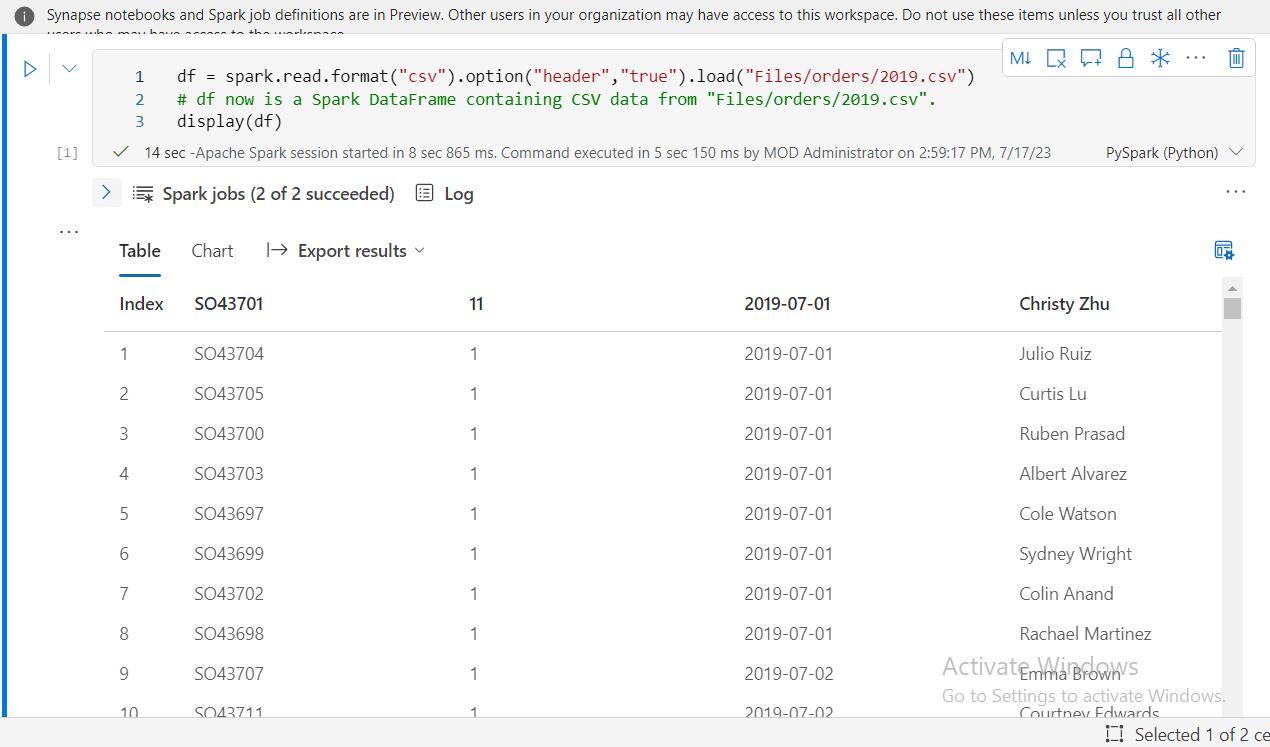 Synapse notebooks and Spark job definitions are in Preview. Other users in your organization may have access to this workspace. Do not use these items unless you trust all other
users who may have access to the workspace.
M↓
1 df = spark.read.format("csv").option("header","true").load("Files/orders/2019.csv")
2 # df now is a Spark DataFrame containing CSV data from "Files/orders/2019.csv".
3 display(df)
[1] 14 sec -Apache Spark session started in 8 sec 865 ms. Command executed in 5 sec 150 ms by MOD Administrator on 2:59:17 PM, 7/17/23 PySpark (Python)
Spark jobs (2 of 2 succeeded) Log
Table Chart Export results
Index SO43701 11 2019-07-01 Christy Zhu
1 SO43704 1 2019-07-01 Julio Ruiz
2 SO43705 1 2019-07-01 Curtis Lu
3 SO43700 1 2019-07-01 Ruben Prasad
4 SO43703 1 2019-07-01 Albert Alvarez
5 SO43697 1 2019-07-01 Cole Watson
6 SO43699 1 2019-07-01 Sydney Wright
7 SO43702 1 2019-07-01 Colin Anand
8 SO43698 1 2019-07-01 Rachael Martinez
9 SO43707 1 2019-07-02 Emma Brown
10 SO43711 1 2019-07-02 Courtney Edwards
Activate Windows
Go to Settings to activate Windows.
Selected 1 of 2 ce